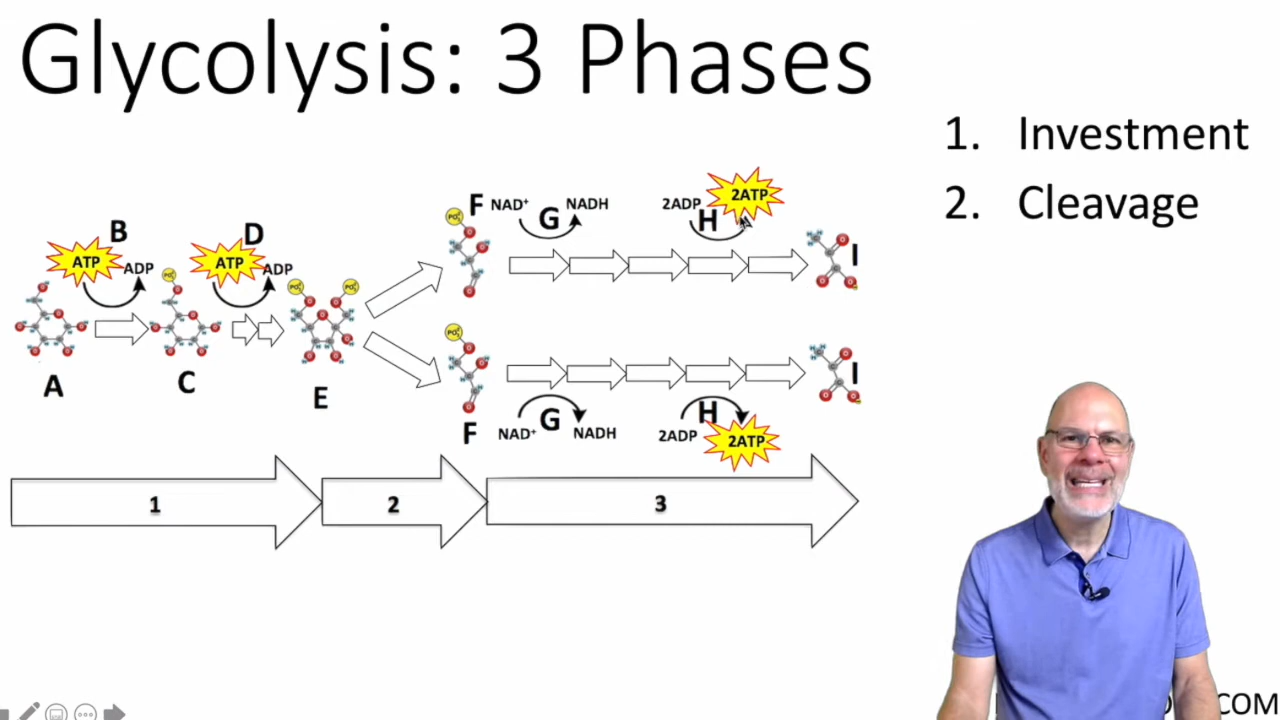 Glycolysis: 3 Phases
1. Investment
2. Cleavage
B
ATP
ADP
D
ATP
ADP
A
C
E
F
NAD⁺
G
NADH
2ADP
H
2ATP
I
F
NAD⁺
G
NADH
2ADP
H
2ATP
I
1
2
3